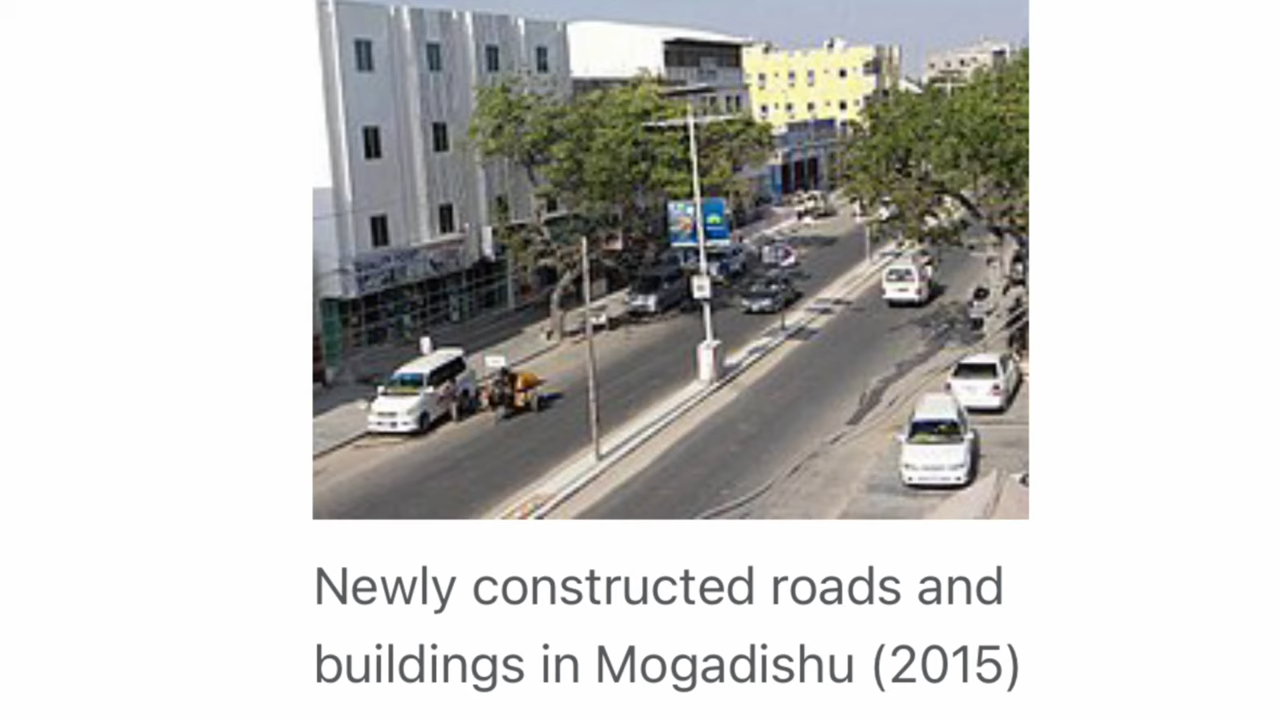 Newly constructed roads and
buildings in Mogadishu (2015)